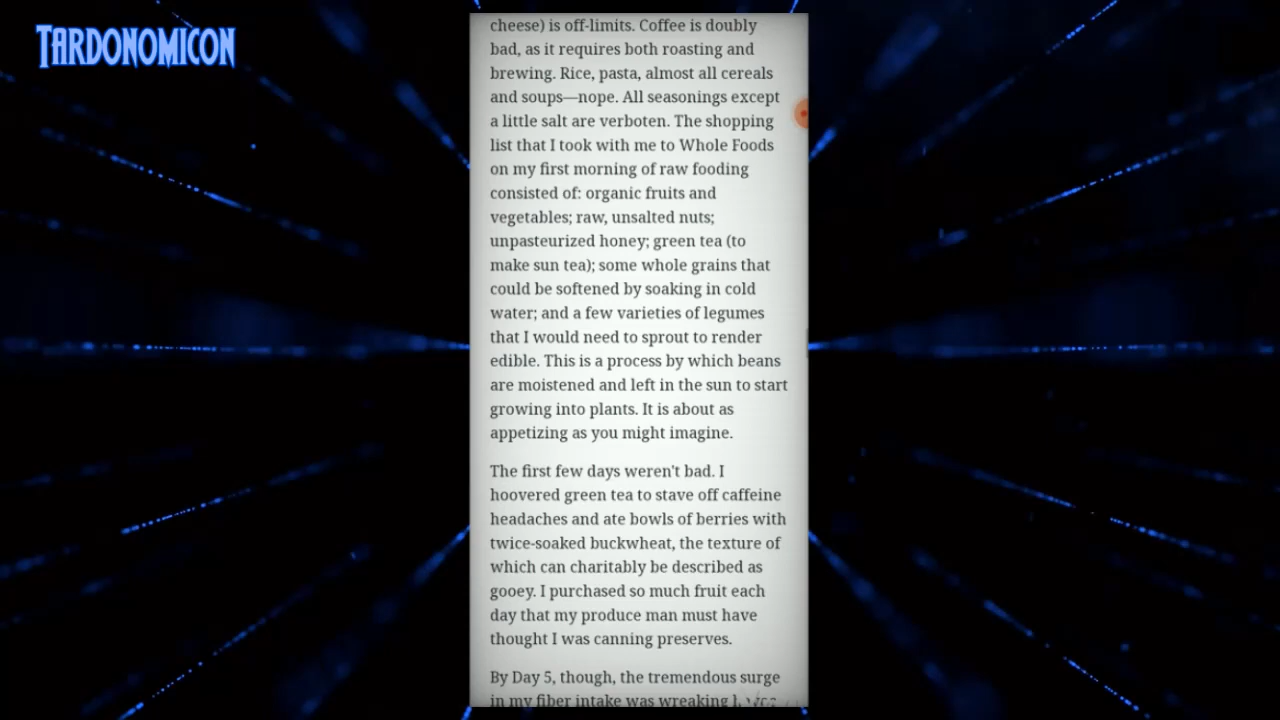 TARDONOMICON
cheese) is off-limits. Coffee is doubly
bad, as it requires both roasting and
brewing. Rice, pasta, almost all cereals
and soups—nope. All seasonings except
a little salt are verboten. The shopping
list that I took with me to Whole Foods
on my first morning of raw fooding
consisted of: organic fruits and
vegetables; raw, unsalted nuts;
unpasteurized honey; green tea (to
make sun tea); some whole grains that
could be softened by soaking in cold
water; and a few varieties of legumes
that I would need to sprout to render
edible. This is a process by which beans
are moistened and left in the sun to start
growing into plants. It is about as
appetizing as you might imagine.
The first few days weren't bad. I
hoovered green tea to stave off caffeine
headaches and ate bowls of berries with
twice-soaked buckwheat, the texture of
which can charitably be described as
gooey. I purchased so much fruit each
day that my produce man must have
thought I was canning preserves.
By Day 5, though, the tremendous surge
in my fiber intake was wreaking